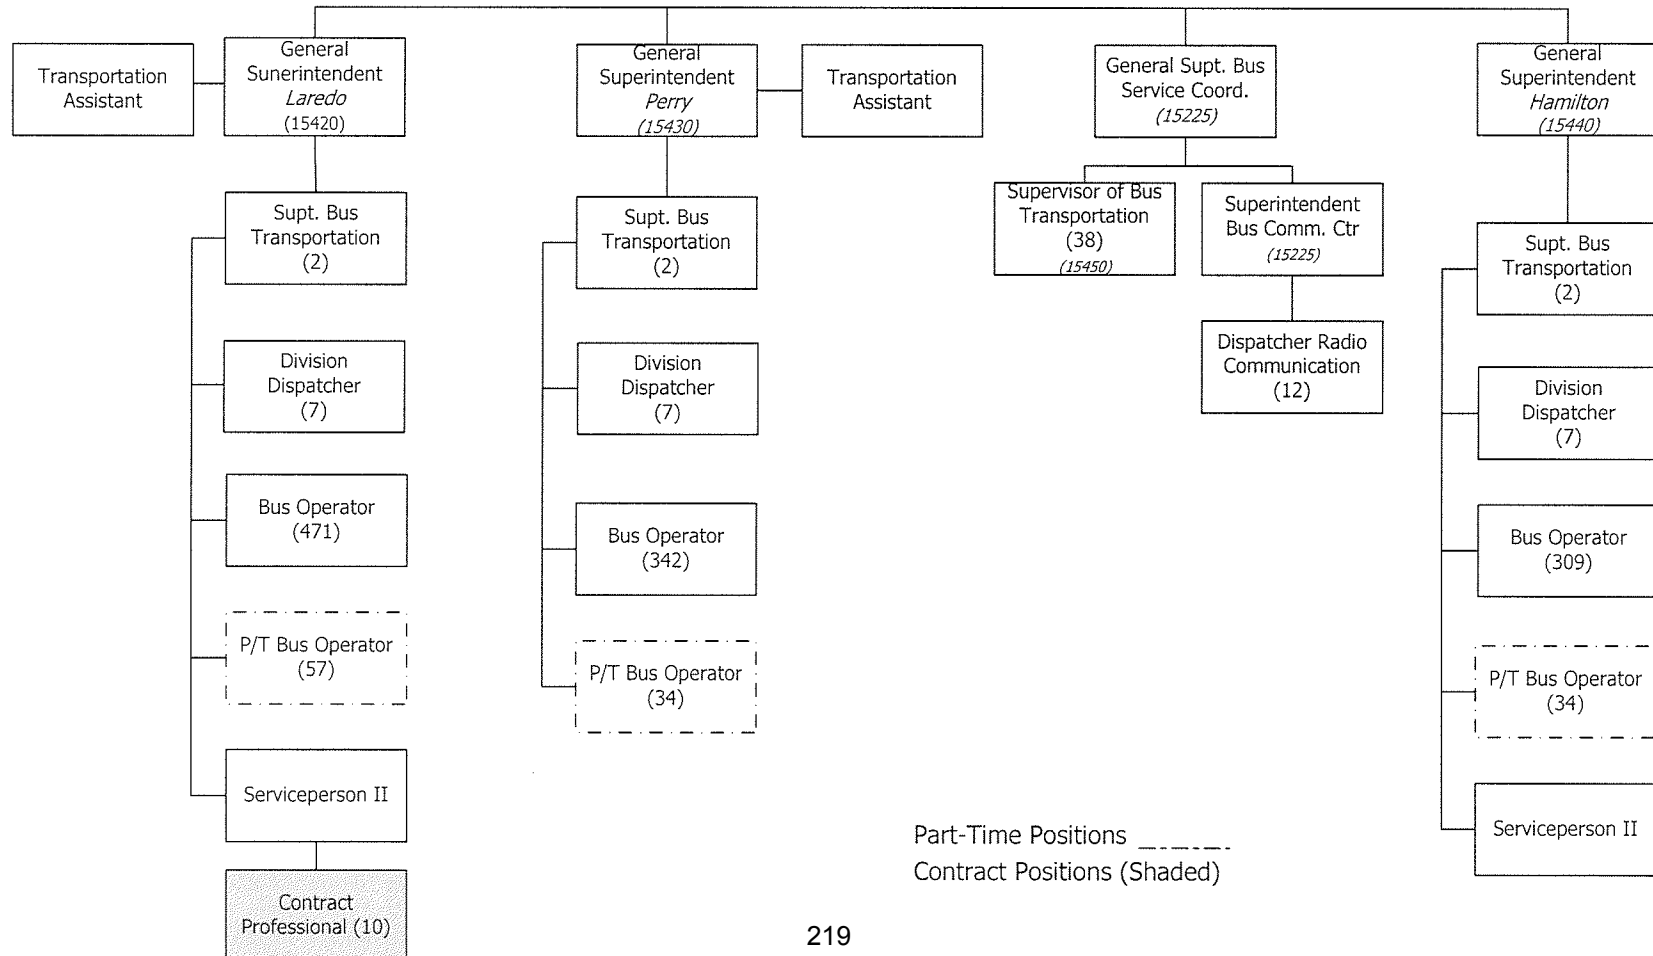 Transportation
Assistant
General
Sunerintendent
Laredo
(15420)
General
Superintendent
Perry
(15430)
Transportation
Assistant
General Supt. Bus
Service Coord.
(15225)
General
Superintendent
Hamilton
(15440)
Supt. Bus
Transportation
(2)
Supt. Bus
Transportation
(2)
Supervisor of Bus
Transportation
(38)
(15450)
Superintendent
Bus Comm. Ctr
(15225)
Supt. Bus
Transportation
(2)
Division
Dispatcher
(7)
Division
Dispatcher
(7)
Dispatcher Radio
Communication
(12)
Division
Dispatcher
(7)
Bus Operator
(471)
Bus Operator
(342)
Bus Operator
(309)
P/T Bus Operator
(57)
P/T Bus Operator
(34)
P/T Bus Operator
(34)
Serviceperson II
Serviceperson II
Contract
Professional (10)
Part-Time Positions
Contract Positions (Shaded)
219